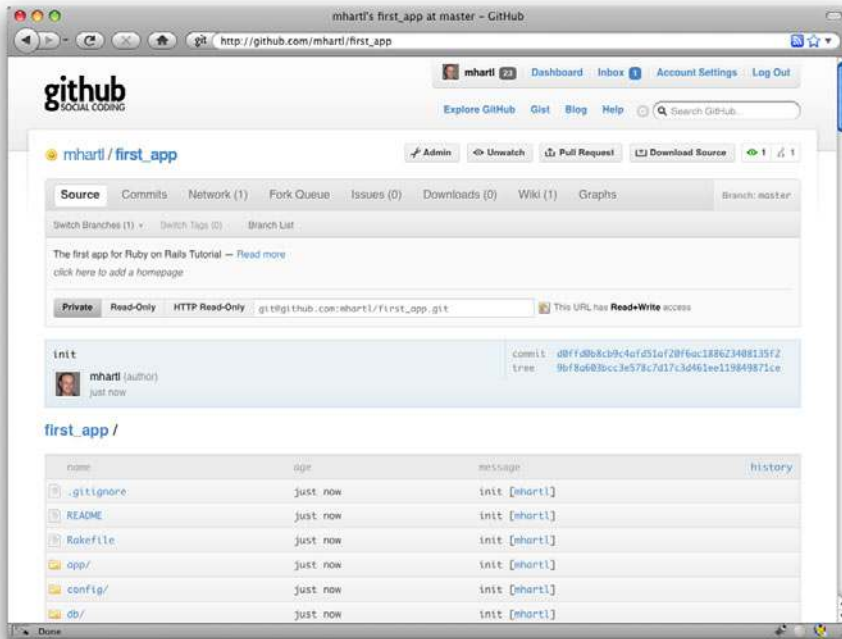 mhartl's first_app at master – GitHub
http://github.com/mhartl/first_app
github
SOCIAL CODING
mhartl 23 Dashboard Inbox 1 Account Settings Log Out
Explore GitHub Gist Blog Help Search GitHub...
mhartl / first_app
Admin Unwatch Pull Request Download Source 1 1
Source Commits Network (1) Fork Queue Issues (0) Downloads (0) Wiki (1) Graphs Branch: master
Switch Branches (1) Switch Tags (0) Branch List
The first app for Ruby on Rails Tutorial — Read more
click here to add a homepage
Private Read-Only HTTP Read-Only git@github.com:mhartl/first_app.git This URL has Read+Write access
init
mhartl (author)
just now
commit d0ffd0b8cb9c4afd51af20f6ac188623408135f2
tree 9bf8a603bcc3e578c7d17c3d461ee119849871ce
first_app /
name age message history
.gitignore just now init [mhartl]
README just now init [mhartl]
Rakefile just now init [mhartl]
app/ just now init [mhartl]
config/ just now init [mhartl]
db/ just now init [mhartl]
Done